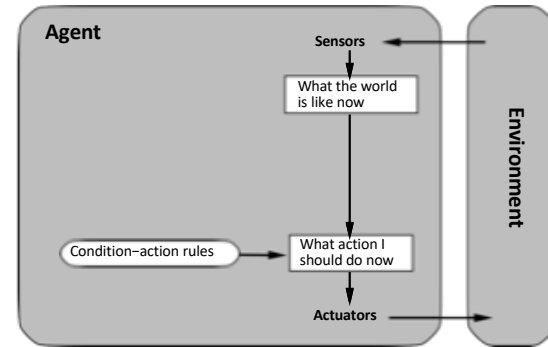 Agent
Sensors
What the world
is like now
Environment
Condition–action rules
What action I
should do now
Actuators